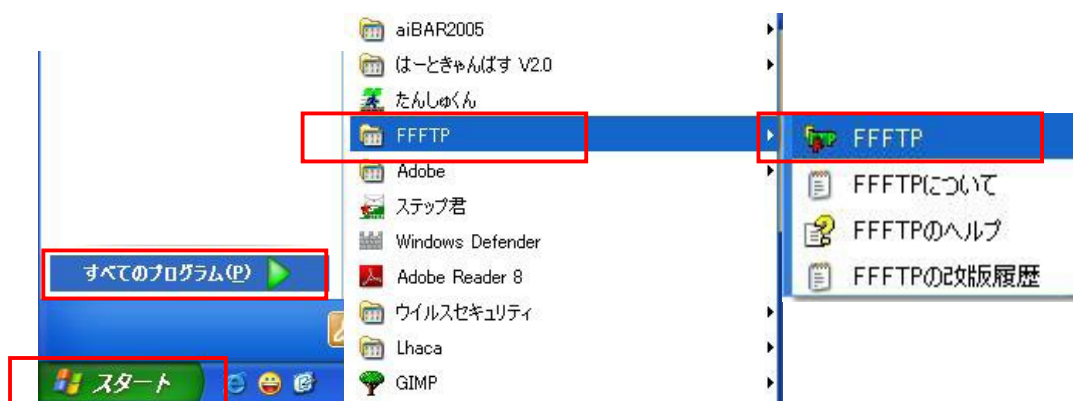 aiBAR2005
はーときゃんばす V2.0
たんしゅくん
FFFTP
Adobe
ステップ君
Windows Defender
Adobe Reader 8
ウイルスセキュリティ
Lhaca
GIMP
すべてのプログラム(P)
スタート
FFFTP
FFFTPについて
FFFTPのヘルプ
FFFTPの改版履歴